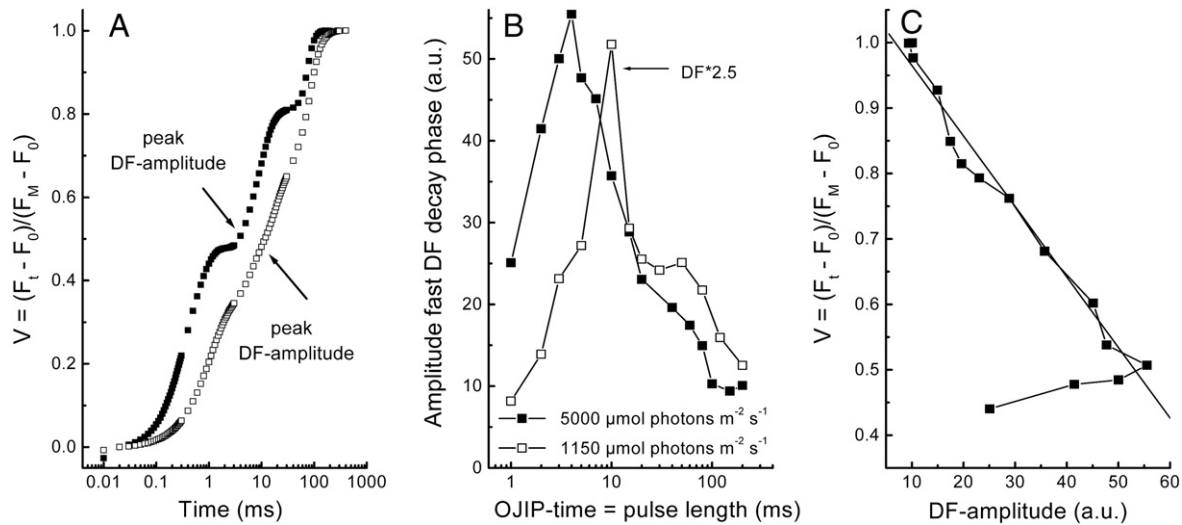 A
V = (Fₜ - F₀)/(F_M - F₀)
1.0
0.8
0.6
0.4
0.2
0.0
peak
DF-amplitude
peak
DF-amplitude
0.01 0.1 1 10 100 1000
Time (ms)
B
Amplitude fast DF decay phase (a.u.)
50
40
30
20
10
0
DF*2.5
5000 µmol photons m⁻² s⁻¹
1150 µmol photons m⁻² s⁻¹
1 10 100
OJIP-time = pulse length (ms)
C
V = (Fₜ - F₀)/(F_M - F₀)
1.0
0.9
0.8
0.7
0.6
0.5
0.4
10 20 30 40 50 60
DF-amplitude (a.u.)